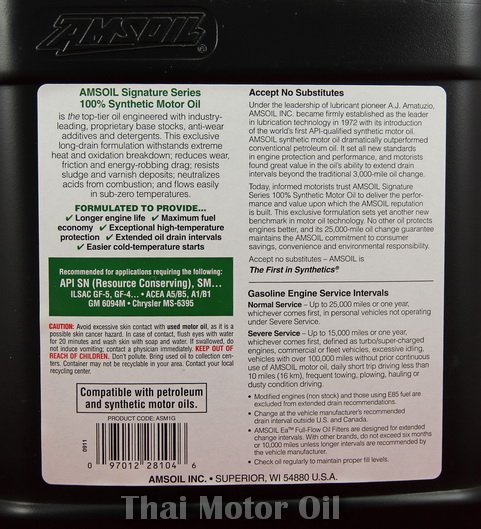 AMSOIL®
AMSOIL Signature Series
100% Synthetic Motor Oil
is the top-tier oil engineered with industry-
leading, proprietary base stocks, anti-wear
additives and detergents. This exclusive
long-drain formulation withstands extreme
heat and oxidation breakdown; reduces wear,
friction and energy-robbing drag; resists
sludge and varnish deposits; neutralizes
acids from combustion; and flows easily
in sub-zero temperatures.
FORMULATED TO PROVIDE...
✔ Longer engine life ✔ Maximum fuel
economy ✔ Exceptional high-temperature
protection ✔ Extended oil drain intervals
✔ Easier cold-temperature starts
Recommended for applications requiring the following:
API SN (Resource Conserving), SM...
ILSAC GF-5, GF-4... • ACEA A5/B5, A1/B1
GM 6094M • Chrysler MS-6395
CAUTION: Avoid excessive skin contact with used motor oil, as it is a
possible skin cancer hazard. In case of contact, flush eyes with water
for 20 minutes and wash skin with soap and water. If swallowed, do
not induce vomiting; contact a physician immediately. KEEP OUT OF
REACH OF CHILDREN. Don't pollute. Bring used oil to collection cen-
ters. Container may not be recyclable in your area. Contact your local
recycling center.
Compatible with petroleum
and synthetic motor oils.
PRODUCT CODE: ASM1G
0911
0 97012 28104 6
Accept No Substitutes
Under the leadership of lubricant pioneer A.J. Amatuzio,
AMSOIL INC. became firmly established as the leader
in lubrication technology in 1972 with its introduction
of the world's first API-qualified synthetic motor oil.
AMSOIL synthetic motor oil dramatically outperformed
conventional petroleum oil. It set all new standards
in engine protection and performance, and motorists
found great value in the oil's ability to extend drain
intervals beyond the traditional 3,000-mile oil change.
Today, informed motorists trust AMSOIL Signature
Series 100% Synthetic Motor Oil to deliver the perfor-
mance and value upon which the AMSOIL reputation
is built. This exclusive formulation sets yet another new
benchmark in motor oil technology. No other oil protects
engines better, and its 25,000-mile oil change guarantee
maintains the AMSOIL commitment to consumer
savings, convenience and environmental responsibility.
Accept no substitutes – AMSOIL is
The First in Synthetics®
Gasoline Engine Service Intervals
Normal Service – Up to 25,000 miles or one year,
whichever comes first, in personal vehicles not operating
under Severe Service.
Severe Service – Up to 15,000 miles or one year,
whichever comes first, defined as turbo/super-charged
engines, commercial or fleet vehicles, excessive idling,
vehicles with over 100,000 miles without prior continuous
use of AMSOIL motor oil, daily short trip driving less than
10 miles (16 km), frequent towing, plowing, hauling or
dusty condition driving.
• Modified engines (non stock) and those using E85 fuel are
excluded from extended drain recommendations.
• Change at the vehicle manufacturer's recommended
drain interval outside U.S. and Canada.
• AMSOIL Ea™ Full-Flow Oil Filters are designed for extended
change intervals. With other brands, do not exceed six months
or 10,000 miles unless longer intervals are recommended by
the vehicle manufacturer.
• Check oil regularly to maintain proper fill levels.
AMSOIL INC. • SUPERIOR, WI 54880 U.S.A.
Thai Motor Oil